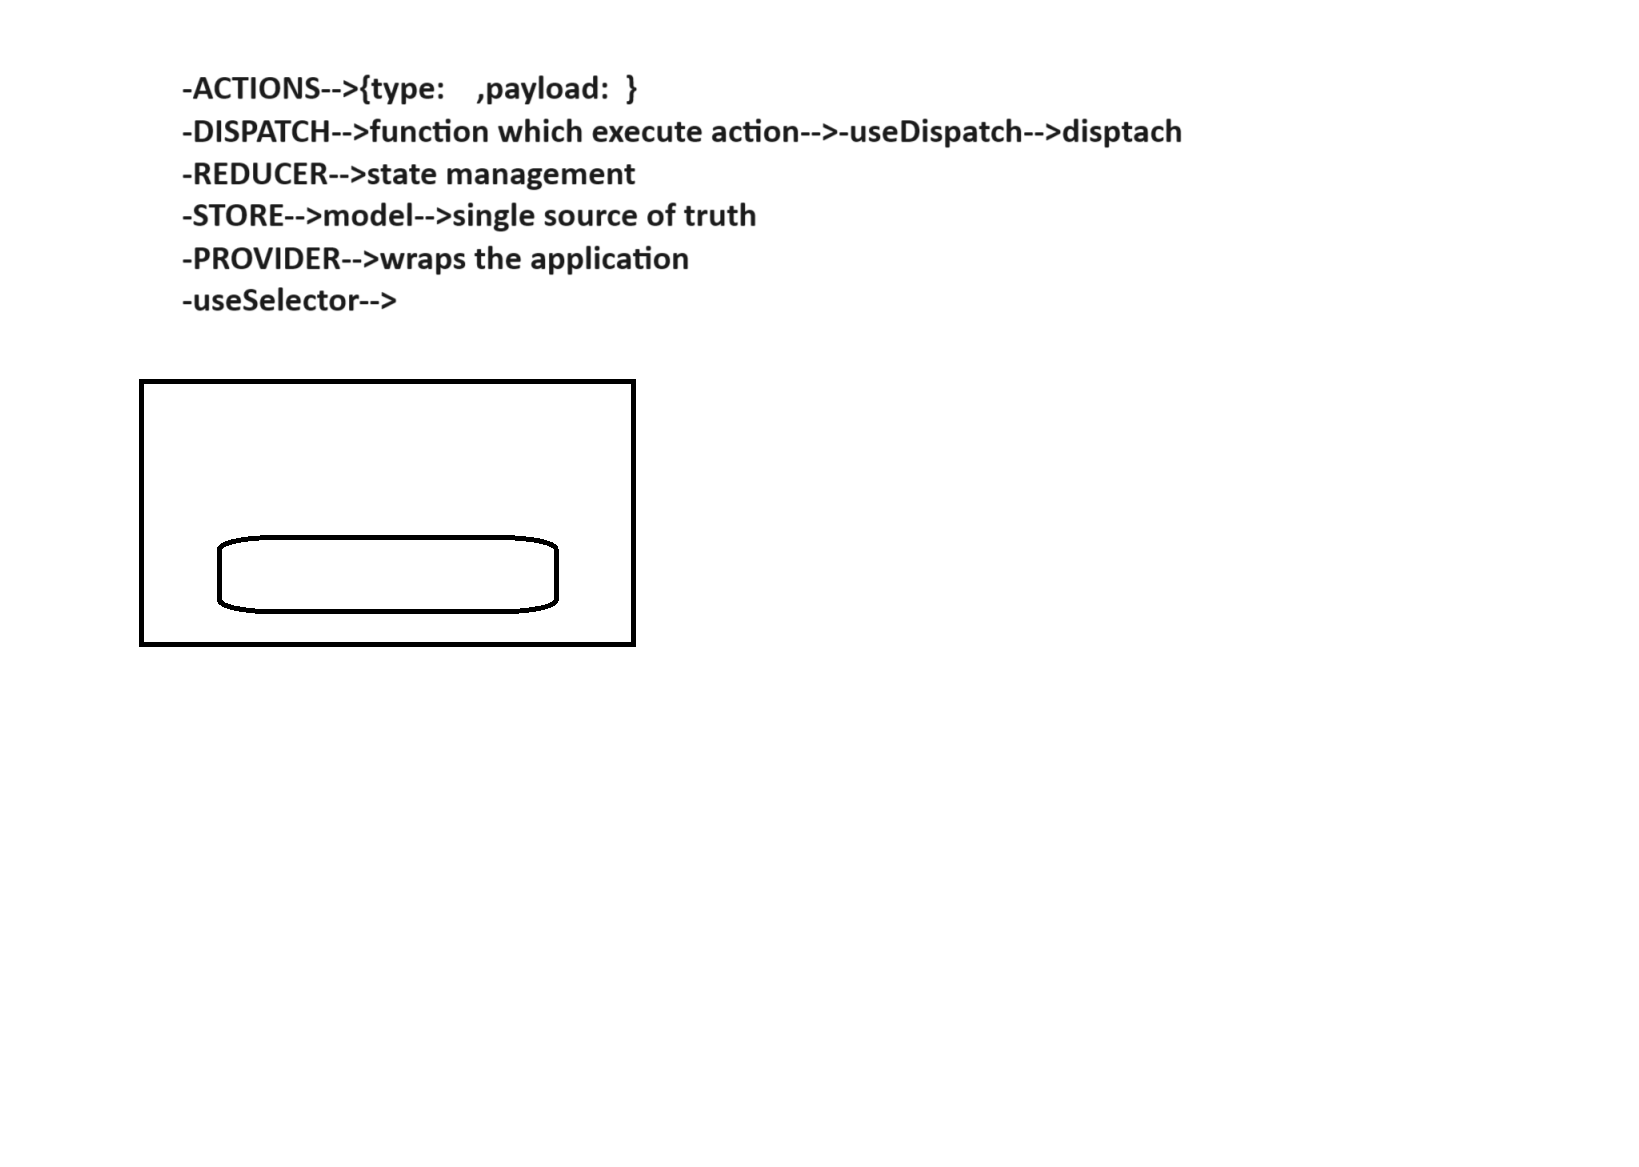 -ACTIONS-->{type:    ,payload:  }
-DISPATCH-->function which execute action-->-useDispatch-->disptach
-REDUCER-->state management
-STORE-->model-->single source of truth
-PROVIDER-->wraps the application
-useSelector-->